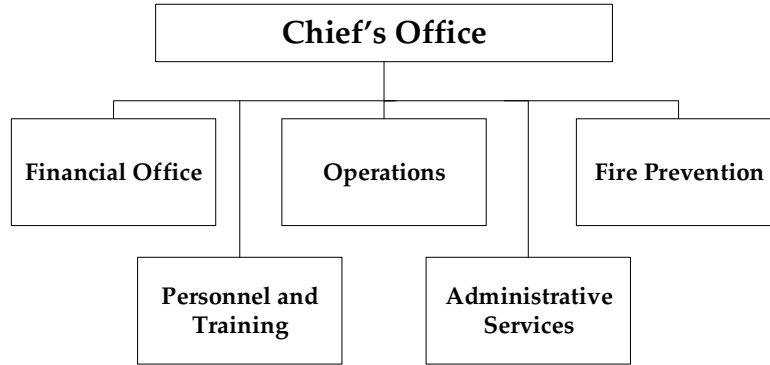 Chief’s Office
Financial Office
Operations
Fire Prevention
Personnel and
Training
Administrative
Services